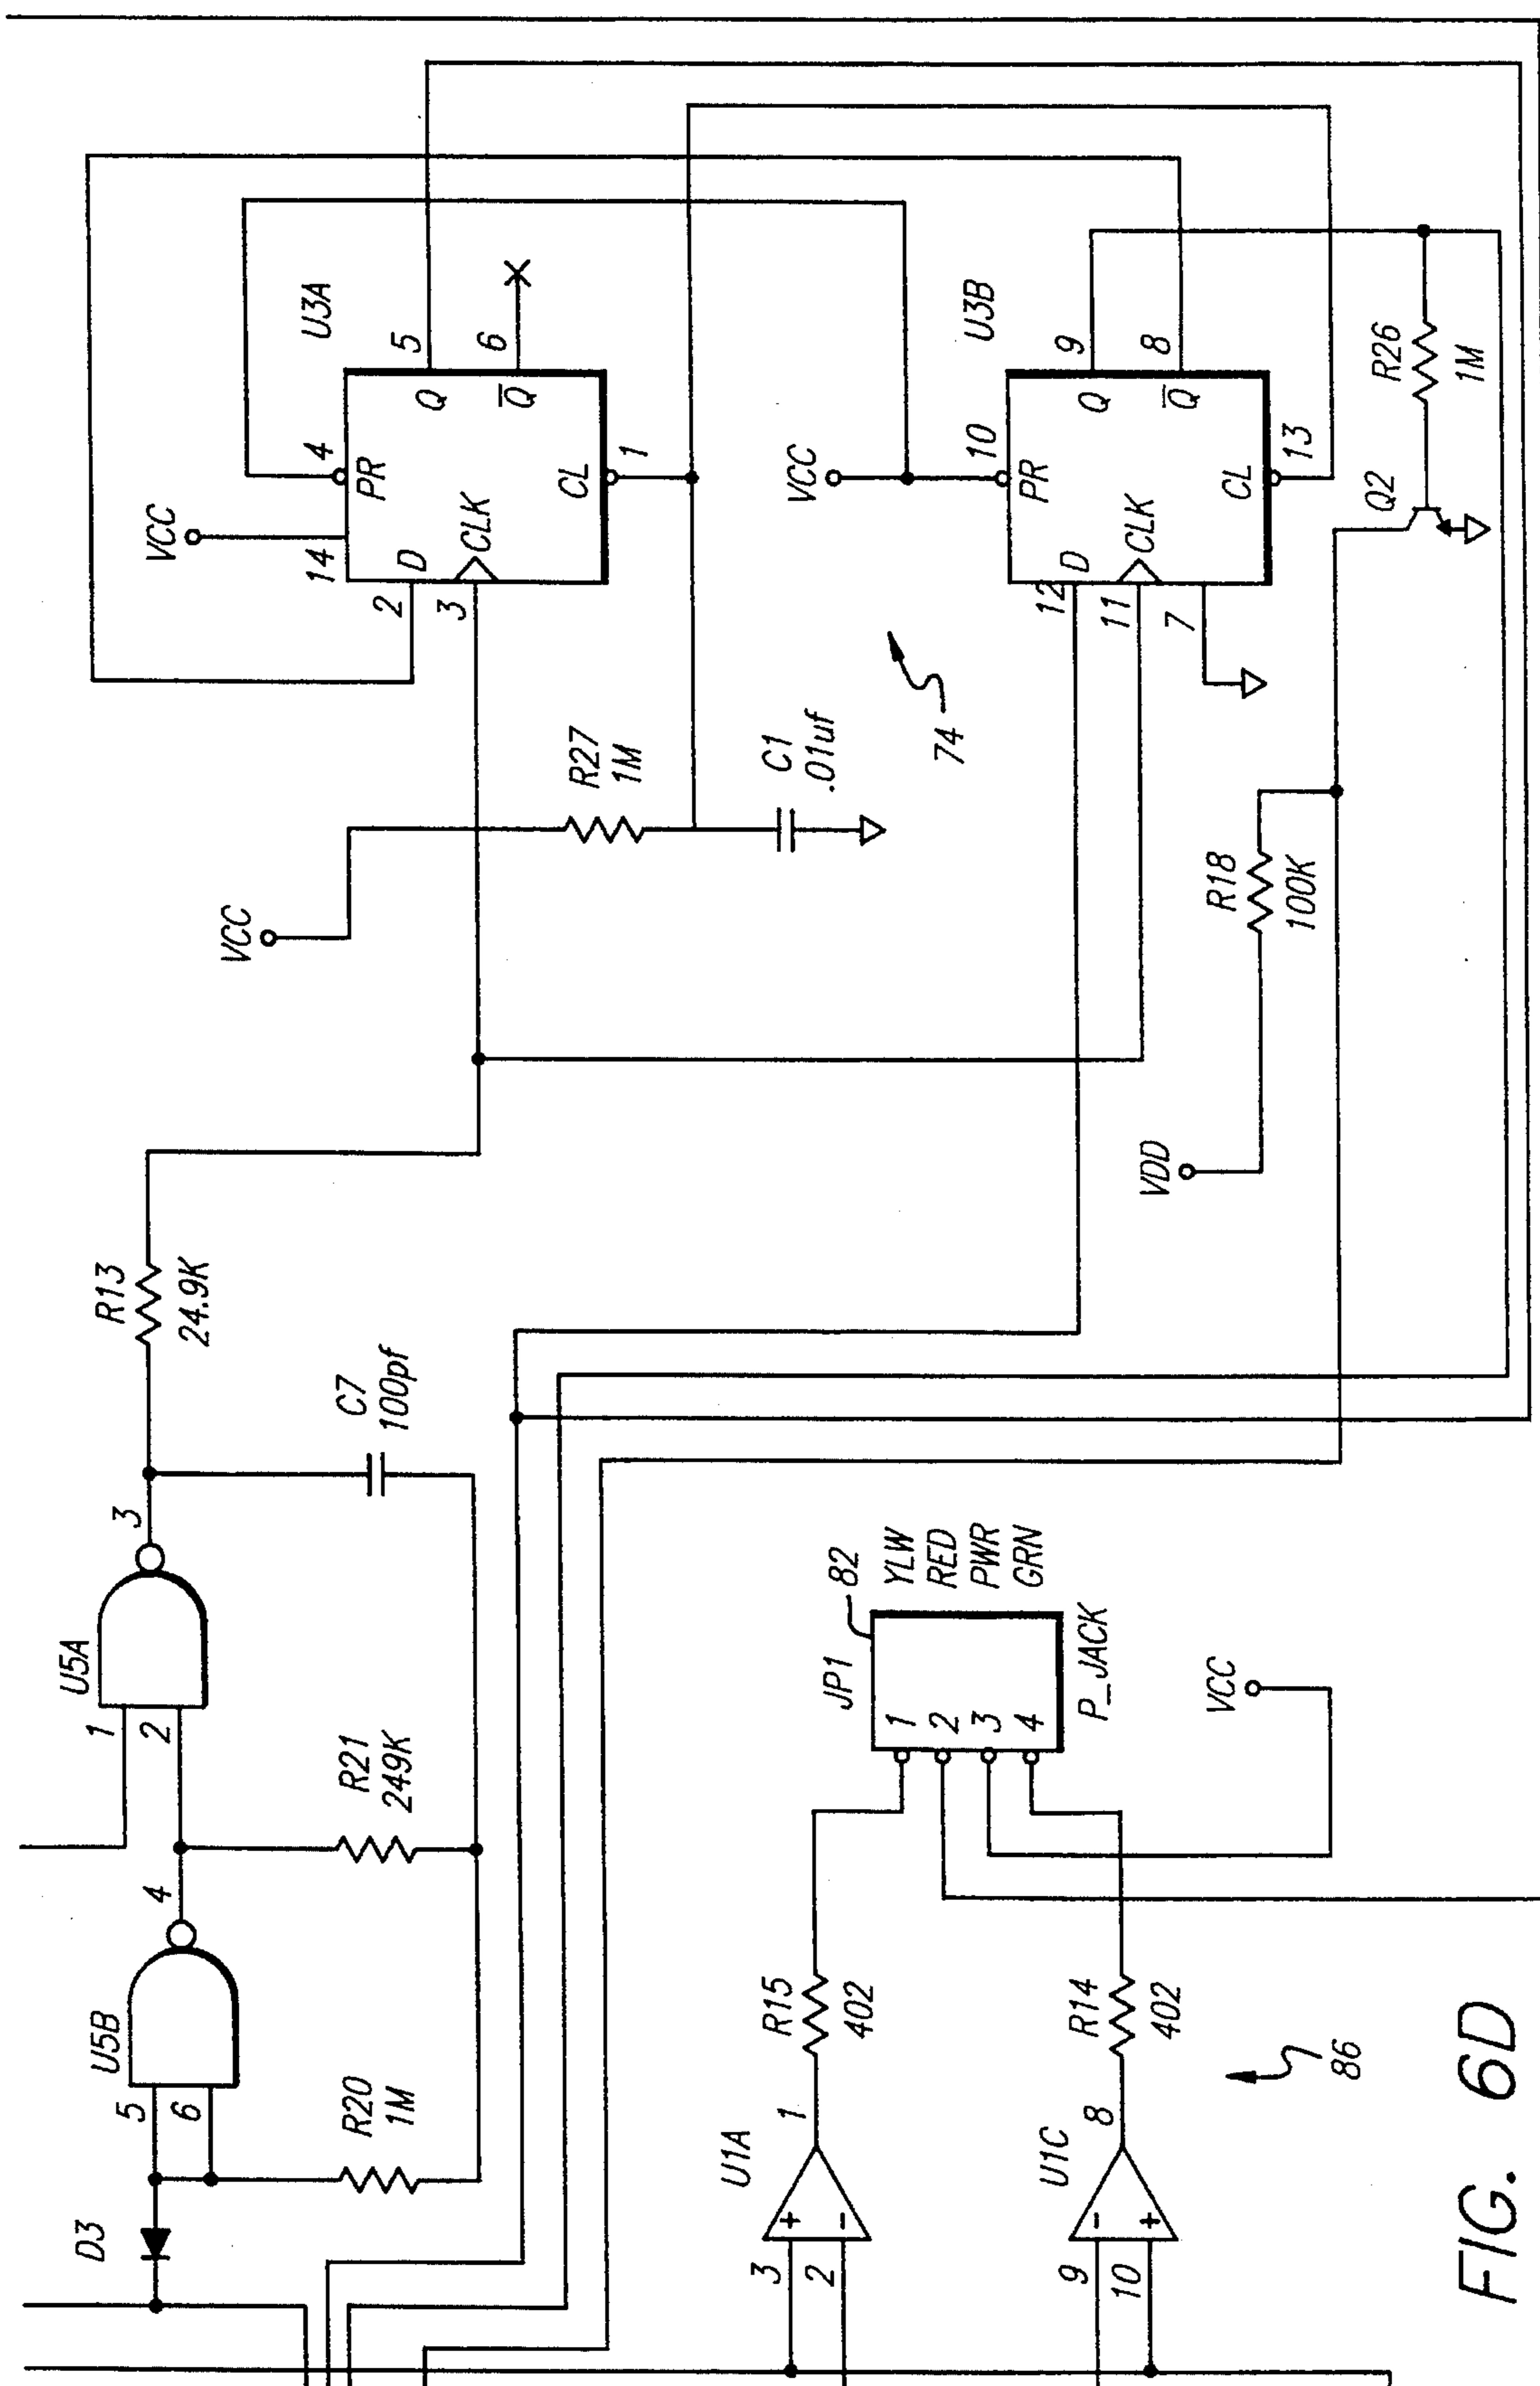 D3
5
6
U5B
4
R20
1M
1
2
U5A
3
R21
249K
C7
100pf
R13
24.9K
VCC
R27
1M
C1
.01uf
VCC
14
2
D
3
CLK
4
PR
CL
1
Q
5
Q̅
6
U3A
74
VCC
10
PR
12
D
11
CLK
7
CL
13
Q
9
Q̅
8
U3B
VDD
R18
100K
Q2
R26
1M
3
2
+
-
U1A
1
R15
402
9
10
-
+
U1C
8
R14
402
86
JP1
82
1
2
3
4
YLW
RED
PWR
GRN
P_JACK
VCC
FIG. 6D